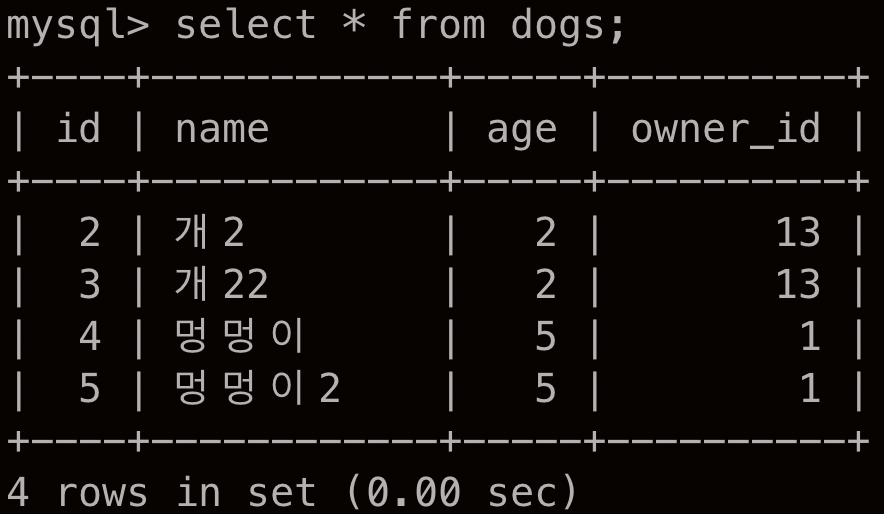 mysql> select * from dogs;
+----+------------+-----+----------+
| id | name       | age | owner_id |
+----+------------+-----+----------+
|  2 | 개2        |   2 |       13 |
|  3 | 개22       |   2 |       13 |
|  4 | 멍멍이     |   5 |        1 |
|  5 | 멍멍이2    |   5 |        1 |
+----+------------+-----+----------+
4 rows in set (0.00 sec)